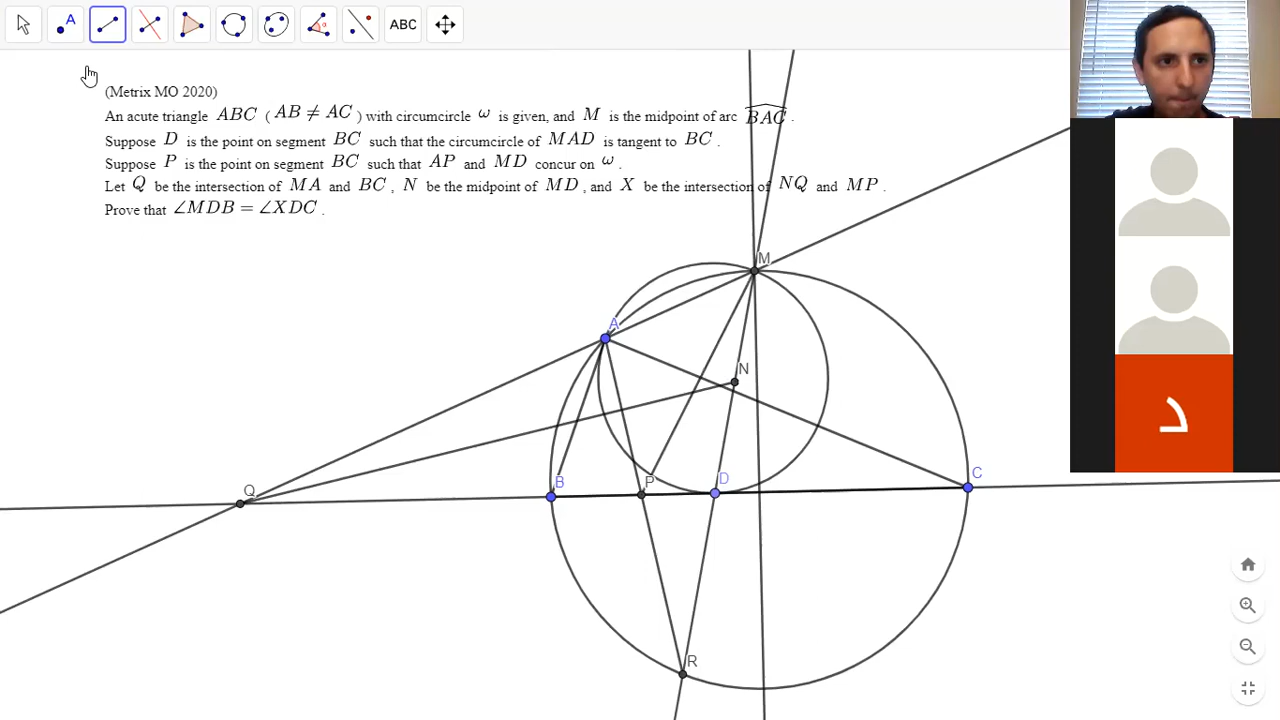 ABC
(Metrix MO 2020)
An acute triangle ABC ( AB ≠ AC ) with circumcircle ω is given, and M is the midpoint of arc BAC .
Suppose D is the point on segment BC such that the circumcircle of MAD is tangent to BC .
Suppose P is the point on segment BC such that AP and MD concur on ω .
Let Q be the intersection of MA and BC , N be the midpoint of MD , and X be the intersection of NQ and MP .
Prove that ∠MDB = ∠XDC .
M
A
N
Q
B
P
D
C
R
נ